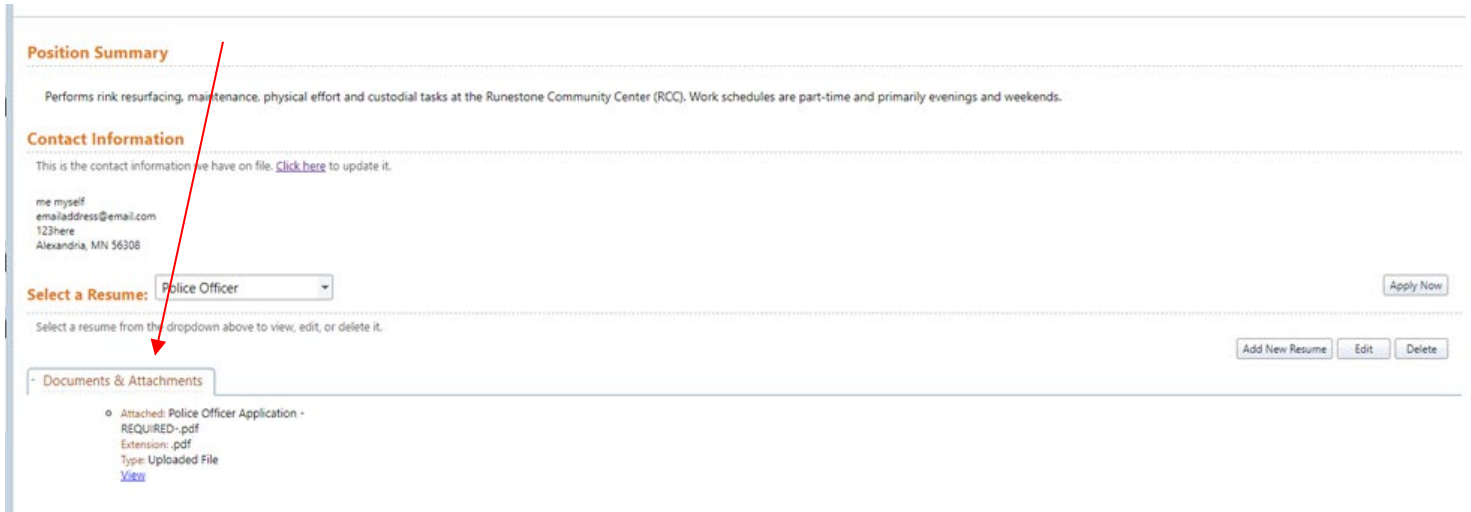 Position Summary
Performs rink resurfacing, maintenance, physical effort and custodial tasks at the Runestone Community Center (RCC). Work schedules are part-time and primarily evenings and weekends.
Contact Information
This is the contact information we have on file. Click here to update it.
me myself
emailaddress@email.com
123here
Alexandria, MN 56308
Select a Resume: Police Officer
Apply Now
Select a resume from the dropdown above to view, edit, or delete it.
Add New Resume Edit Delete
- Documents & Attachments
Attached: Police Officer Application -
REQUIRED-.pdf
Extension: .pdf
Type: Uploaded File
View